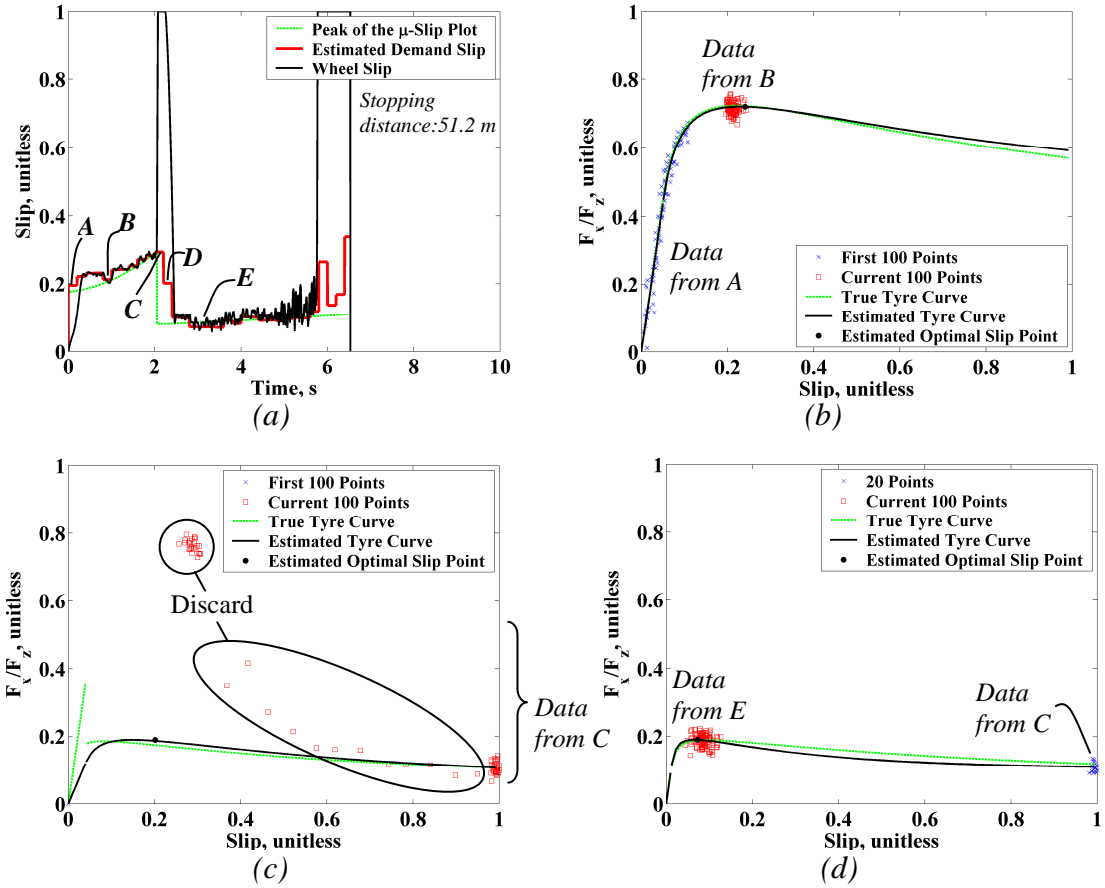 1
0.8
0.6
0.4
0.2
0
Slip, unitless
0
2
4
6
8
10
Time, s
Peak of the μ-Slip Plot
Estimated Demand Slip
Wheel Slip
Stopping
distance:51.2 m
A
B
C
D
E
(a)
1
0.8
0.6
0.4
0.2
0
Fx/Fz, unitless
0
0.2
0.4
0.6
0.8
1
Slip, unitless
Data
from B
Data
from A
First 100 Points
Current 100 Points
True Tyre Curve
Estimated Tyre Curve
Estimated Optimal Slip Point
(b)
1
0.8
0.6
0.4
0.2
0
Fx/Fz, unitless
0
0.2
0.4
0.6
0.8
1
Slip, unitless
First 100 Points
Current 100 Points
True Tyre Curve
Estimated Tyre Curve
Estimated Optimal Slip Point
Discard
Data
from C
(c)
1
0.8
0.6
0.4
0.2
0
Fx/Fz, unitless
0
0.2
0.4
0.6
0.8
1
Slip, unitless
20 Points
Current 100 Points
True Tyre Curve
Estimated Tyre Curve
Estimated Optimal Slip Point
Data
from E
Data
from C
(d)